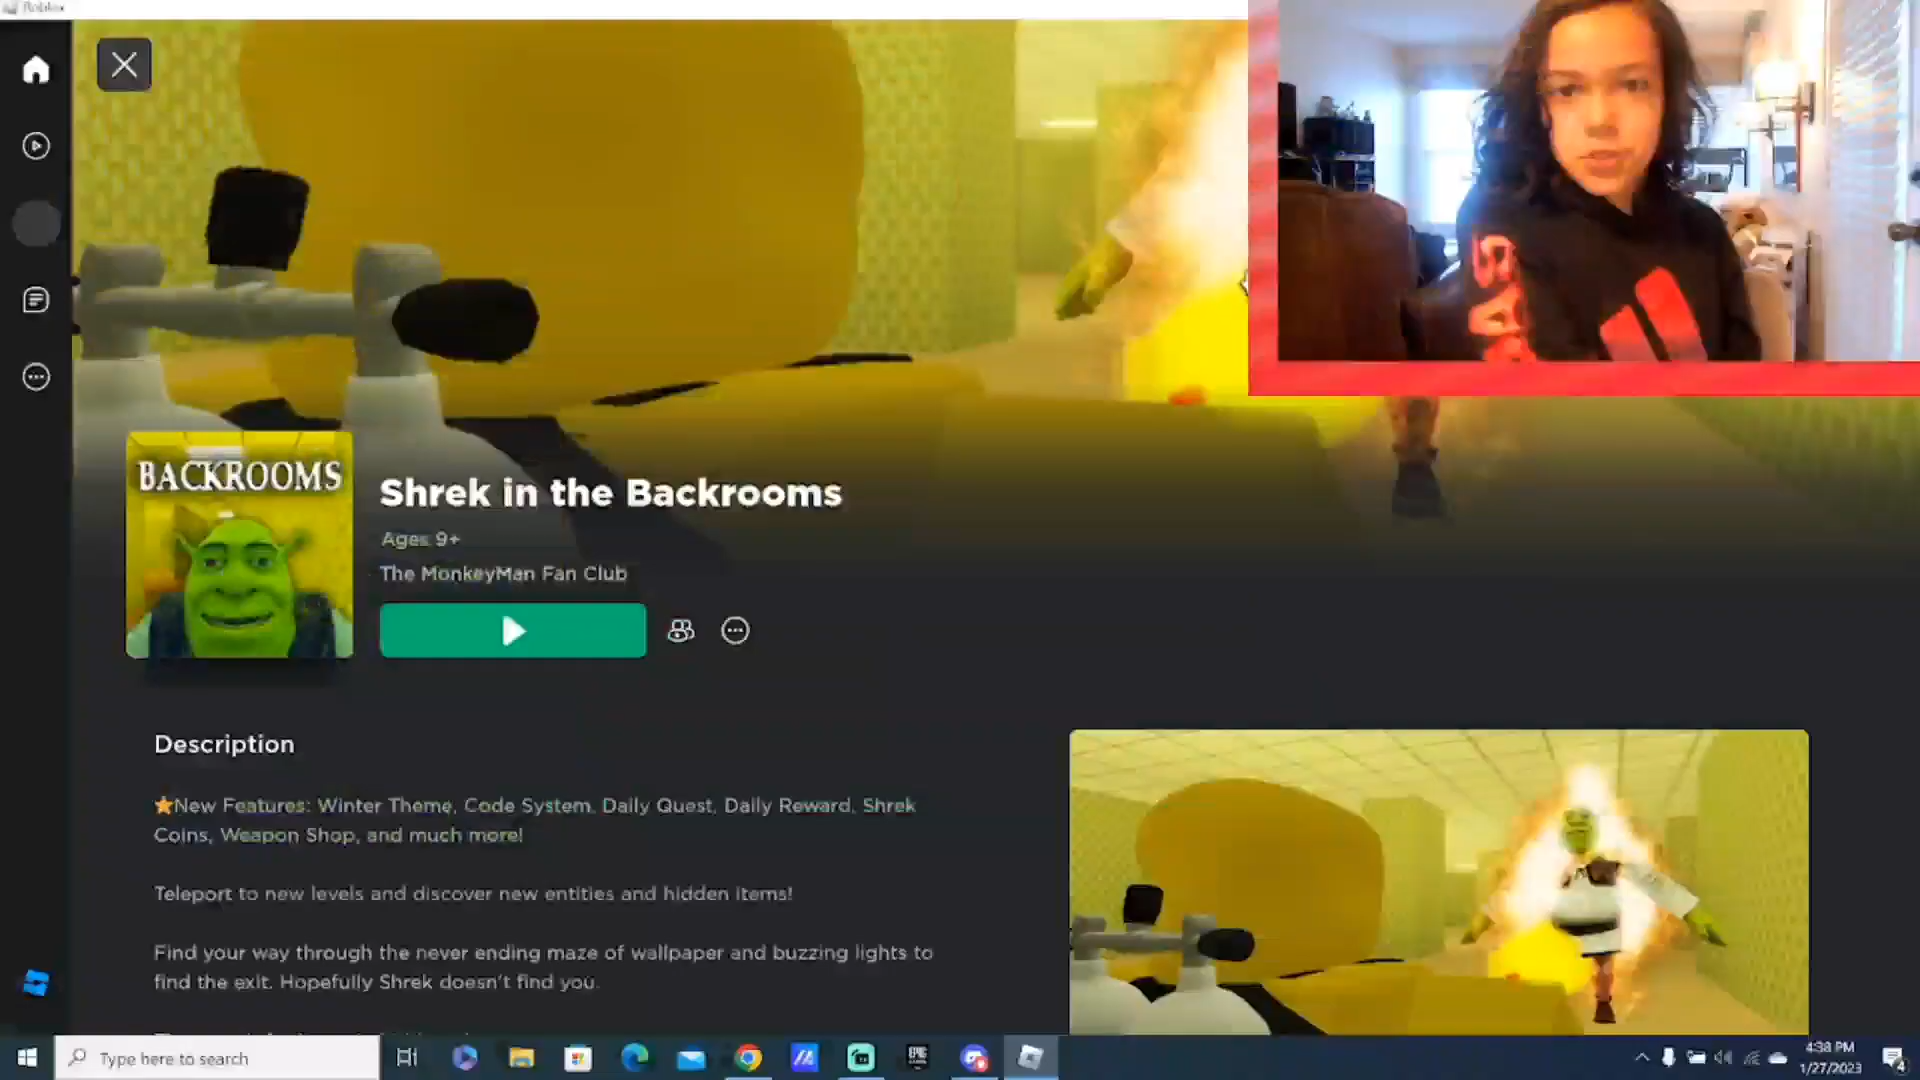 Roblox
BACKROOMS
Shrek in the Backrooms
Ages 9+
The MonkeyMan Fan Club
Description
⭐New Features: Winter Theme, Code System, Daily Quest, Daily Reward, Shrek
Coins, Weapon Shop, and much more!
Teleport to new levels and discover new entities and hidden items!
Find your way through the never ending maze of wallpaper and buzzing lights to
find the exit. Hopefully Shrek doesn't find you.
Type here to search
EPIC
4:38 PM
1/27/2023
4